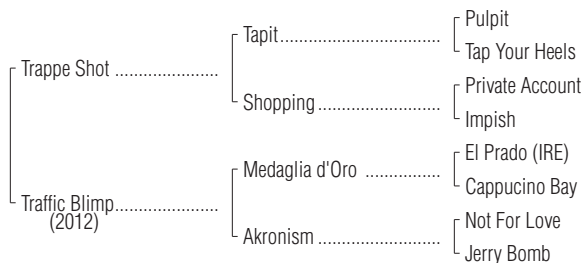 Pulpit
Tapit
Tap Your Heels
Trappe Shot
Private Account
Shopping
Impish
El Prado (IRE)
Medaglia d'Oro
Cappucino Bay
Traffic Blimp
(2012)
Not For Love
Akronism
Jerry Bomb